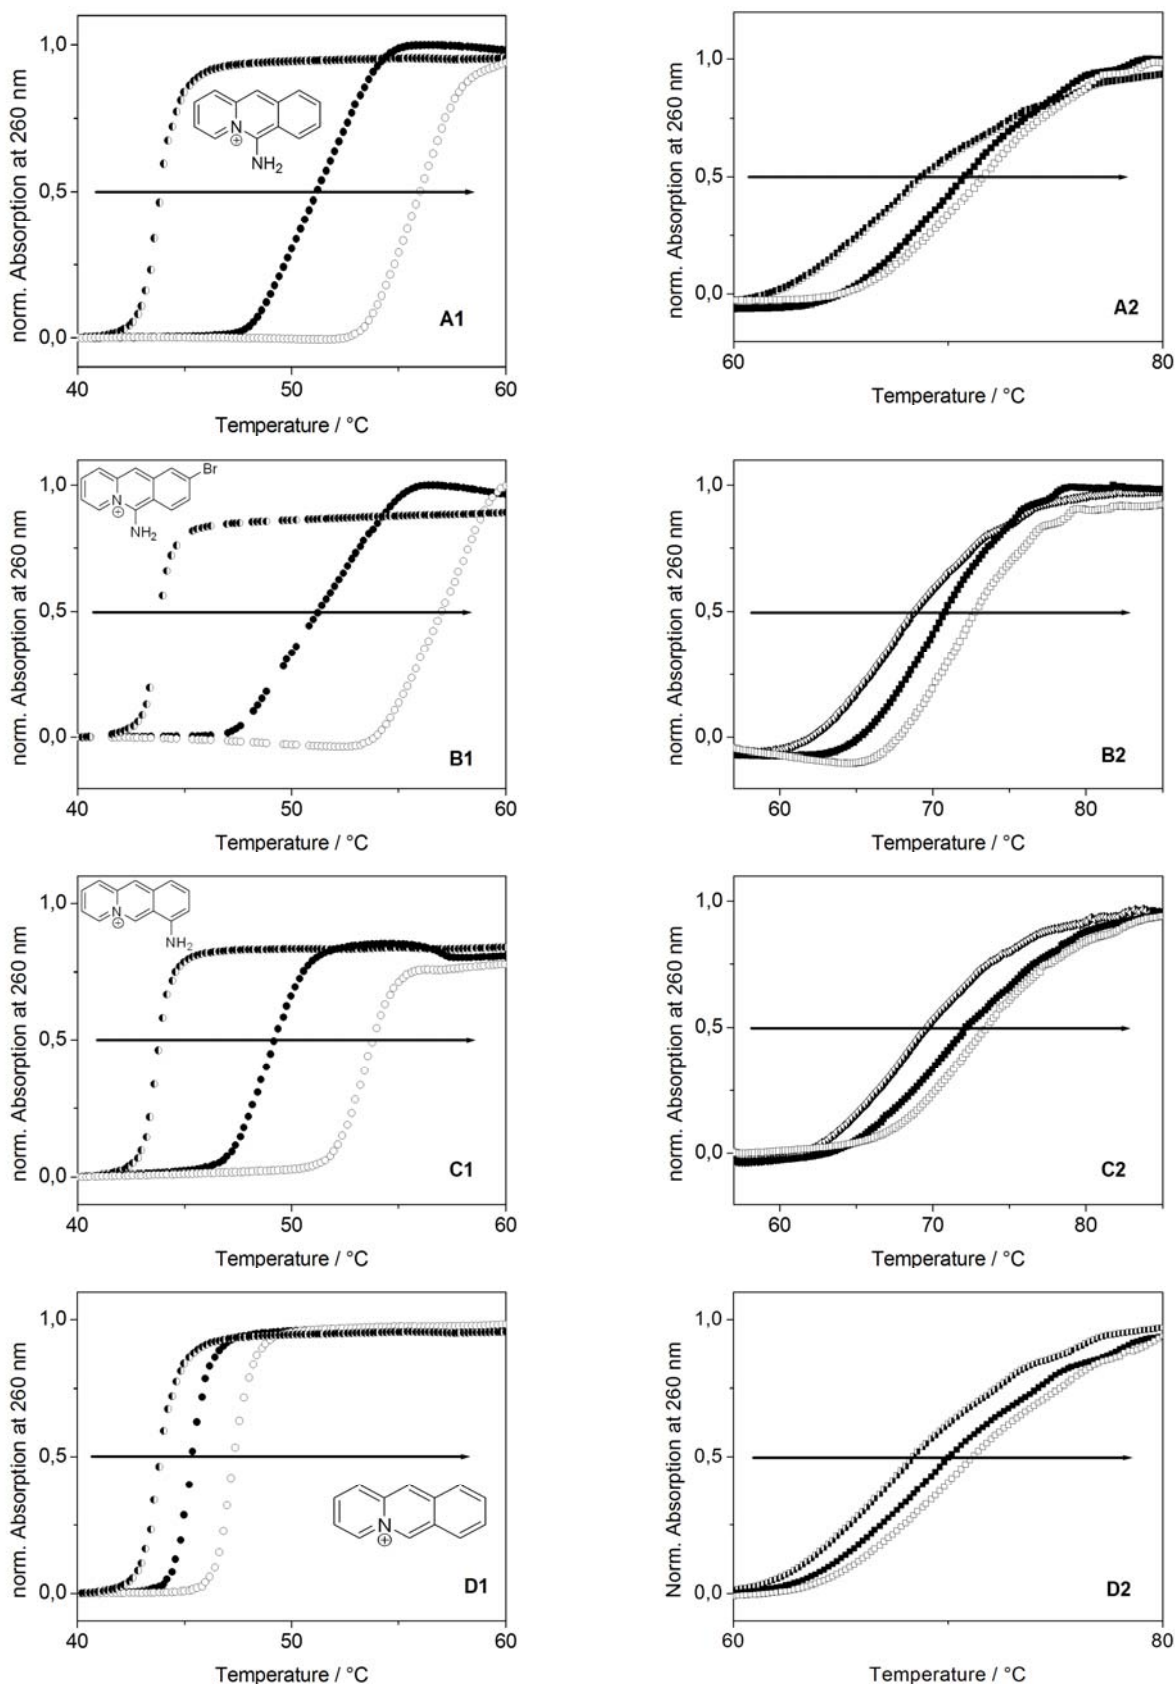 norm. Absorption at 260 nm
1,0
0,5
0,0
N
⊕
NH2
A1
40
50
60
Temperature / °C
norm. Absorption at 260 nm
1,0
0,5
0,0
A2
60
80
Temperature / °C
norm. Absorption at 260 nm
1,0
0,5
0,0
Br
N
⊕
NH2
B1
40
50
60
Temperature / °C
norm. Absorption at 260 nm
1,0
0,5
0,0
B2
60
70
80
Temperature / °C
norm. Absorption at 260 nm
1,0
0,5
0,0
N
⊕
NH2
C1
40
50
60
Temperature / °C
norm. Absorption at 260 nm
1,0
0,5
0,0
C2
60
70
80
Temperature / °C
norm. Absorption at 260 nm
1,0
0,5
0,0
N
⊕
D1
40
50
60
Temperature / °C
Norm. Absorption at 260 nm
1,0
0,5
0,0
D2
60
80
Temperature / °C